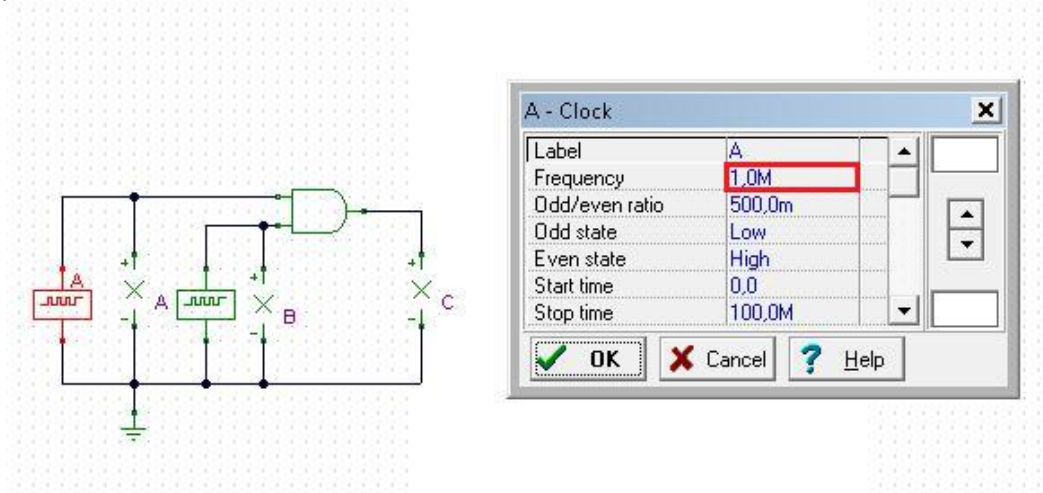 A - Clock
Label A
Frequency 1,0M
Odd/even ratio 500,0m
Odd state Low
Even state High
Start time 0,0
Stop time 100,0M
OK Cancel ? Help
A
A
B
C